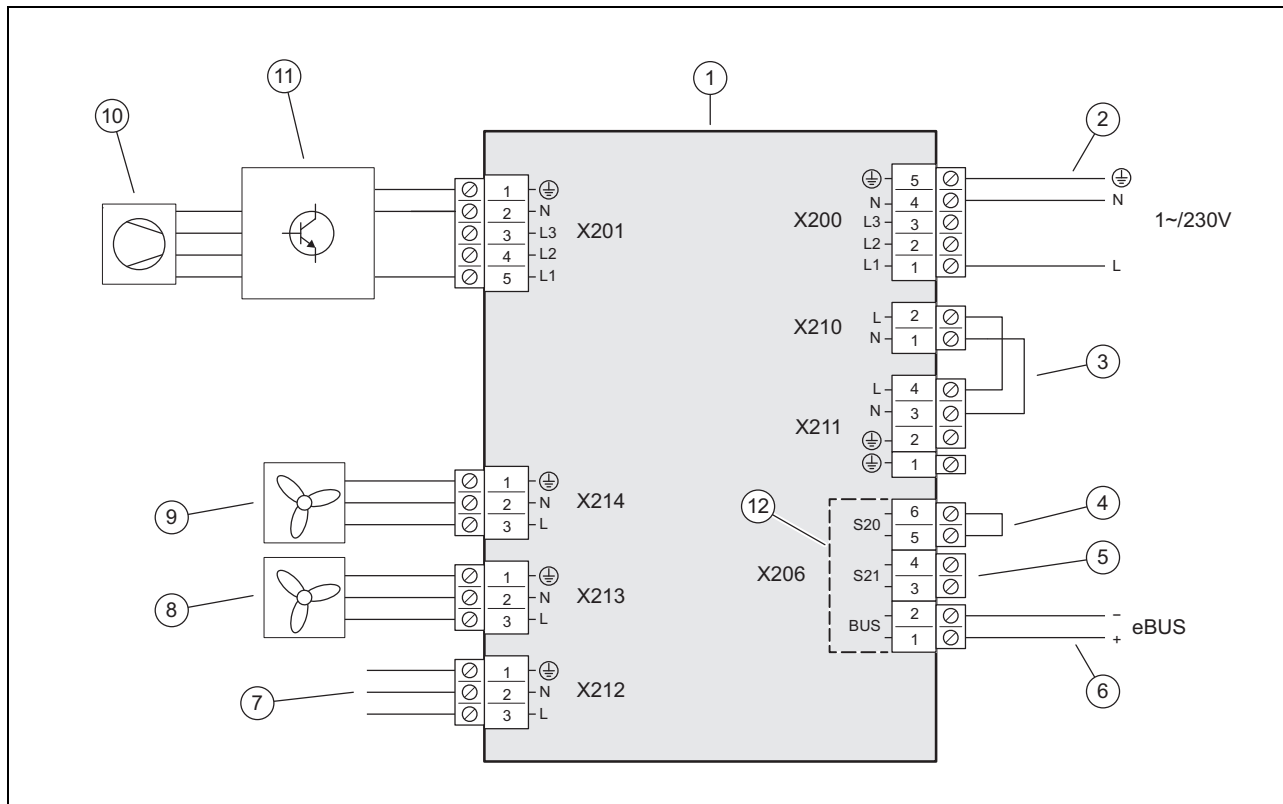 11
1
10
2
1
2 N
3 L3
4 L2
5 L1
X201
X200
5
N 4
L3 3
L2 2
L1 1
N
1~/230V
L
X210
L 2
N 1
3
X211
L 4
N 3
2
1
9
1
2 N
3 L
X214
8
1
2 N
3 L
X213
7
1
2 N
3 L
X212
12
X206
S20
6
5
4
S21
4
3
5
BUS
2
1
−
+
eBUS
6